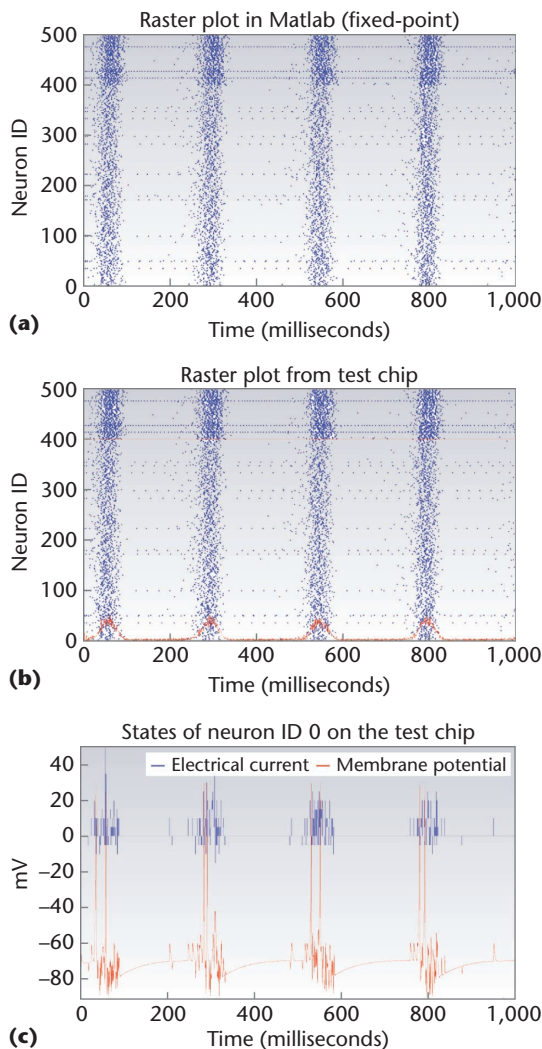 Raster plot in Matlab (fixed-point)
500
400
300
200
100
0
Neuron ID
0 200 400 600 800 1,000
(a)
Time (milliseconds)
Raster plot from test chip
500
400
300
200
100
0
Neuron ID
0 200 400 600 800 1,000
(b)
Time (milliseconds)
States of neuron ID 0 on the test chip
Electrical current Membrane potential
40
20
0
–20
–40
–60
–80
mV
0 200 400 600 800 1,000
(c)
Time (milliseconds)